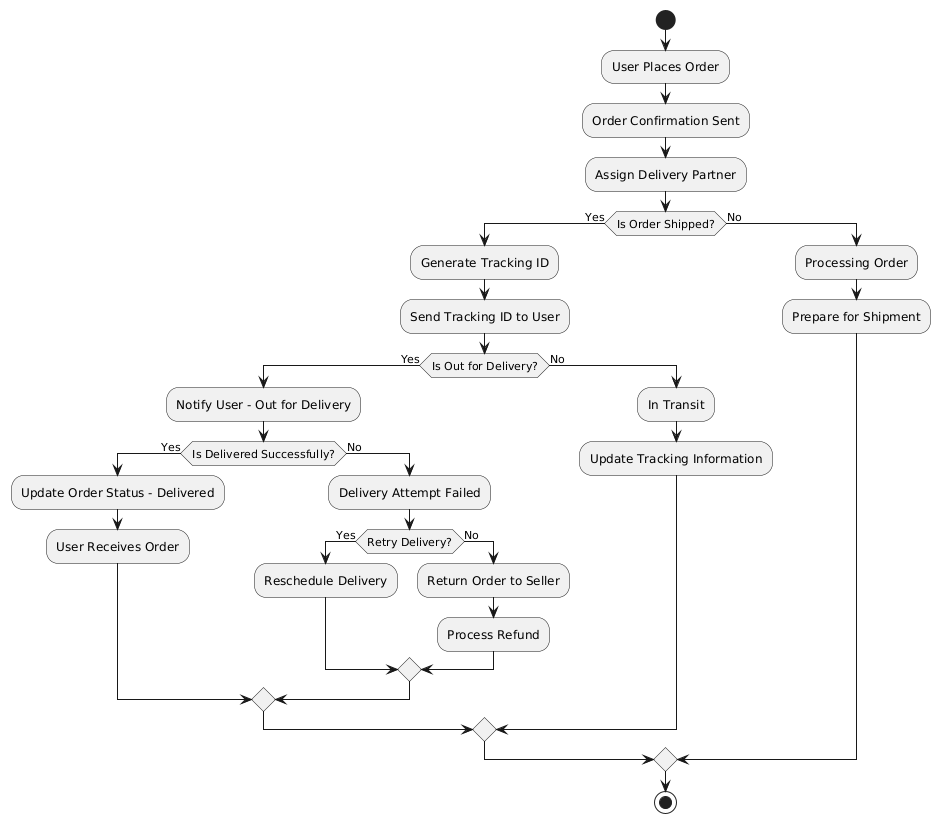 User Places Order
Order Confirmation Sent
Assign Delivery Partner
Yes
Is Order Shipped?
No
Generate Tracking ID
Processing Order
Send Tracking ID to User
Prepare for Shipment
Yes
Is Out for Delivery?
No
Notify User - Out for Delivery
In Transit
Yes
Is Delivered Successfully?
No
Update Tracking Information
Update Order Status - Delivered
Delivery Attempt Failed
User Receives Order
Yes
Retry Delivery?
No
Reschedule Delivery
Return Order to Seller
Process Refund